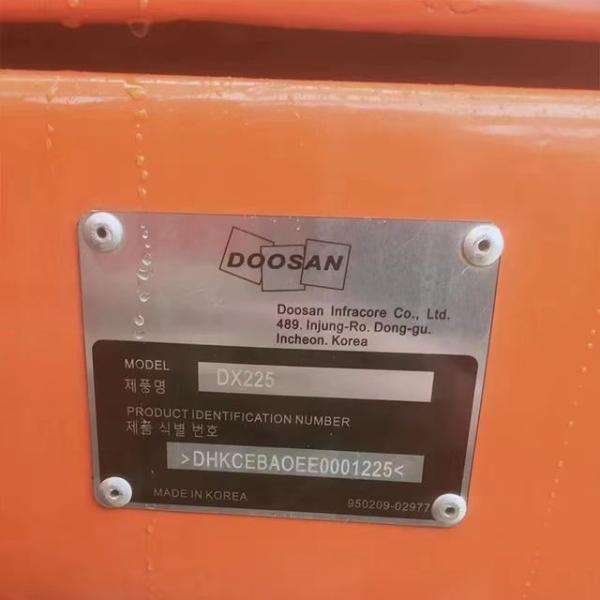 DOOSAN
Doosan Infracore Co., Ltd.
489. Injung-Ro. Dong-gu.
Incheon. Korea
MODEL
제품명
DX225
PRODUCT IDENTIFICATION NUMBER
제품 식별 번호
>DHKCEBAOEE0001225<
MADE IN KOREA
950209-02977